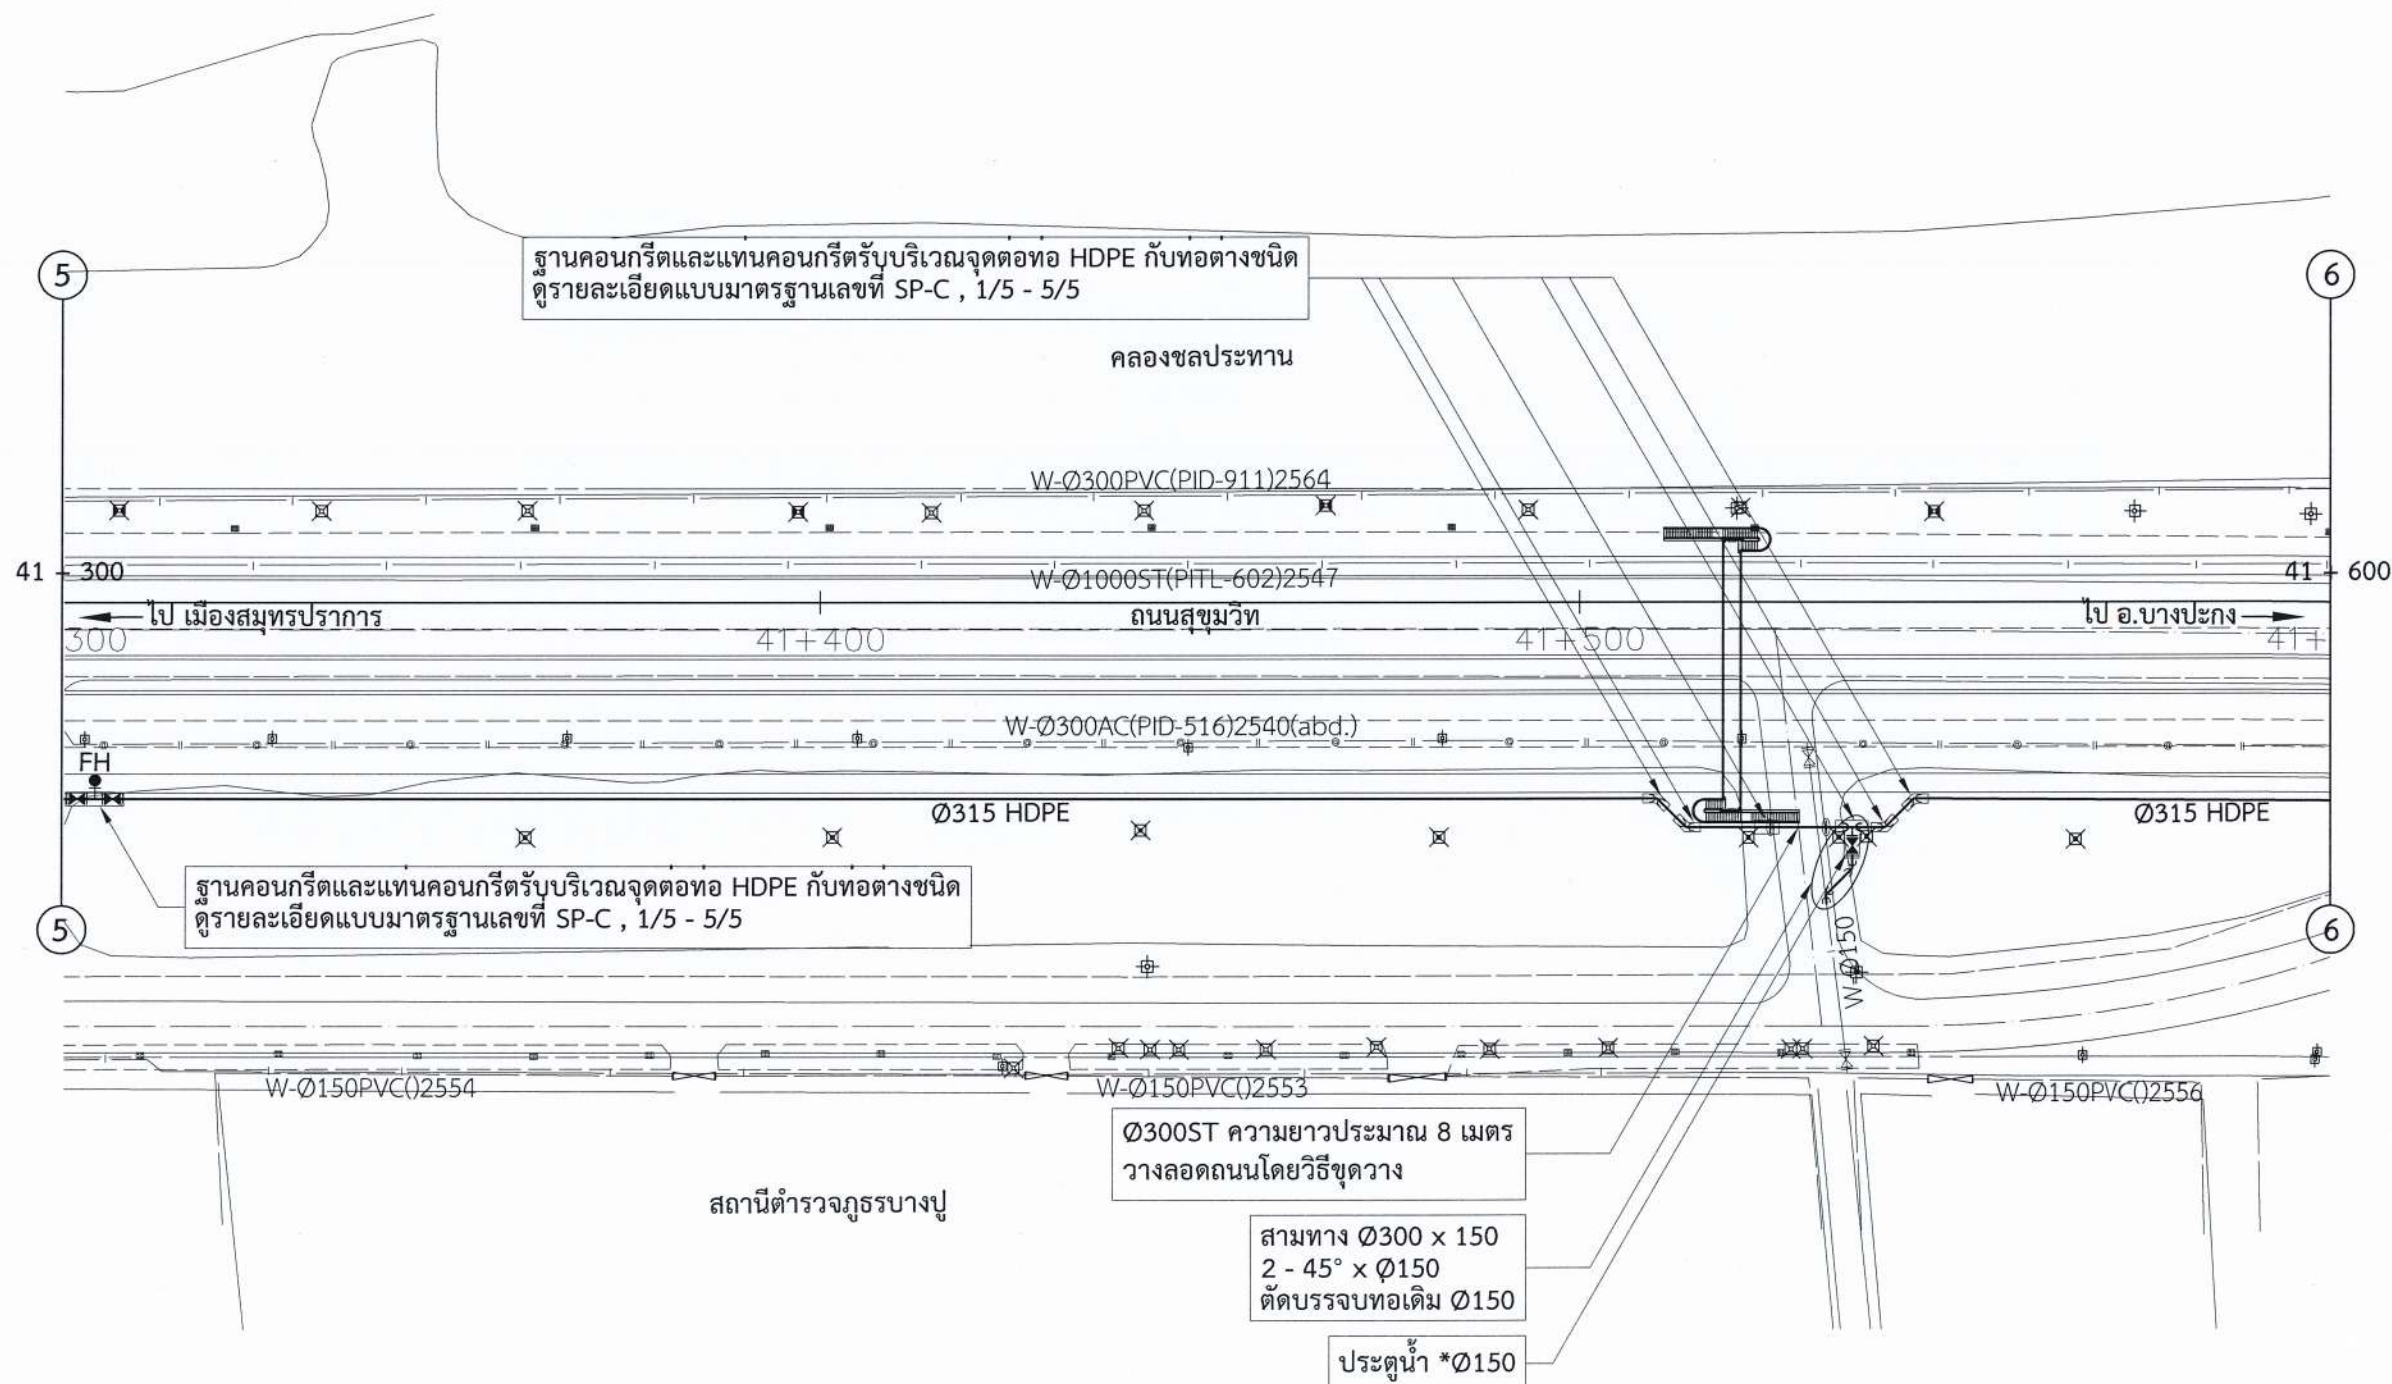 ฐานคอนกรีตและแทนคอนกรีตรับบริเวณจุดตอทอ HDPE กับทอตางชนิด
ดูรายละเอียดแบบมาตรฐานเลขที่ SP-C , 1/5 - 5/5
5
6
คลองชลประทาน
W-Ø300PVC(PID-911)2564
41 300
W-Ø1000ST(PITL-602)2547
41 600
ไป เมืองสมุทรปราการ
ถนนสุขุมวิท
ไป อ.บางปะกง
300
41+400
41+500
41+
W-Ø300AC(PID-516)2540(abd.)
FH
Ø315 HDPE
Ø315 HDPE
ฐานคอนกรีตและแทนคอนกรีตรับบริเวณจุดตอทอ HDPE กับทอตางชนิด
ดูรายละเอียดแบบมาตรฐานเลขที่ SP-C , 1/5 - 5/5
5
6
W-Ø150
W-Ø150PVC()2554
W-Ø150PVC()2553
W-Ø150PVC()2556
Ø300ST ความยาวประมาณ 8 เมตร
วางลอดถนนโดยวิธีขุดวาง
สถานีตำรวจภูธรบางปู
สามทาง Ø300 x 150
2 - 45° x Ø150
ตัดบรรจบทอเดิม Ø150
ประตูน้ำ *Ø150